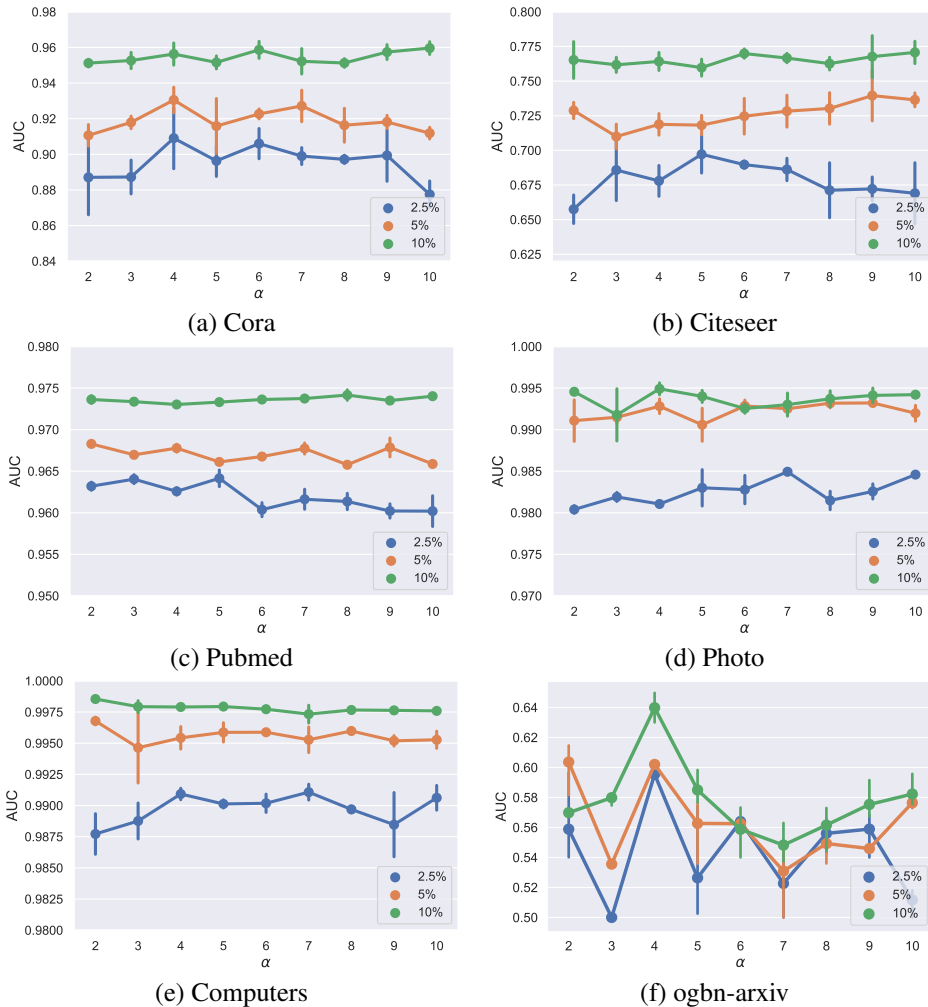 0.98
0.96
0.94
0.92
0.90
0.88
0.86
0.84
AUC
2 3 4 5 6 7 8 9 10
α
2.5%
5%
10%
(a) Cora
0.800
0.775
0.750
0.725
0.700
0.675
0.650
0.625
AUC
2 3 4 5 6 7 8 9 10
α
2.5%
5%
10%
(b) Citeseer
0.980
0.975
0.970
0.965
0.960
0.955
0.950
AUC
2 3 4 5 6 7 8 9 10
α
2.5%
5%
10%
(c) Pubmed
1.000
0.995
0.990
0.985
0.980
0.975
0.970
AUC
2 3 4 5 6 7 8 9 10
α
2.5%
5%
10%
(d) Photo
1.0000
0.9975
0.9950
0.9925
0.9900
0.9875
0.9850
0.9825
0.9800
AUC
2 3 4 5 6 7 8 9 10
α
2.5%
5%
10%
(e) Computers
0.64
0.62
0.60
0.58
0.56
0.54
0.52
0.50
AUC
2 3 4 5 6 7 8 9 10
α
2.5%
5%
10%
(f) ogbn-arxiv